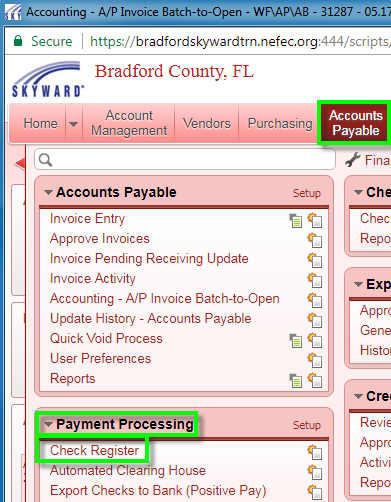 Accounting - A/P Invoice Batch-to-Open - WF\AP\AB - 31287 - 05.17
Secure https://bradfordskywardtrn.nefec.org:444/scripts/
SKYWARD®
Bradford County, FL
Home
Account Management
Vendors
Purchasing
Accounts Payable
Fina
Accounts Payable Setup
Invoice Entry
Approve Invoices
Invoice Pending Receiving Update
Invoice Activity
Accounting - A/P Invoice Batch-to-Open
Update History - Accounts Payable
Quick Void Process
User Preferences
Reports
Payment Processing Setup
Check Register
Automated Clearing House
Export Checks to Bank (Positive Pay)
Che
Check
Repo
Exp
Appro
Gene
Histo
Cre
Revie
Appro
Activi
Repo